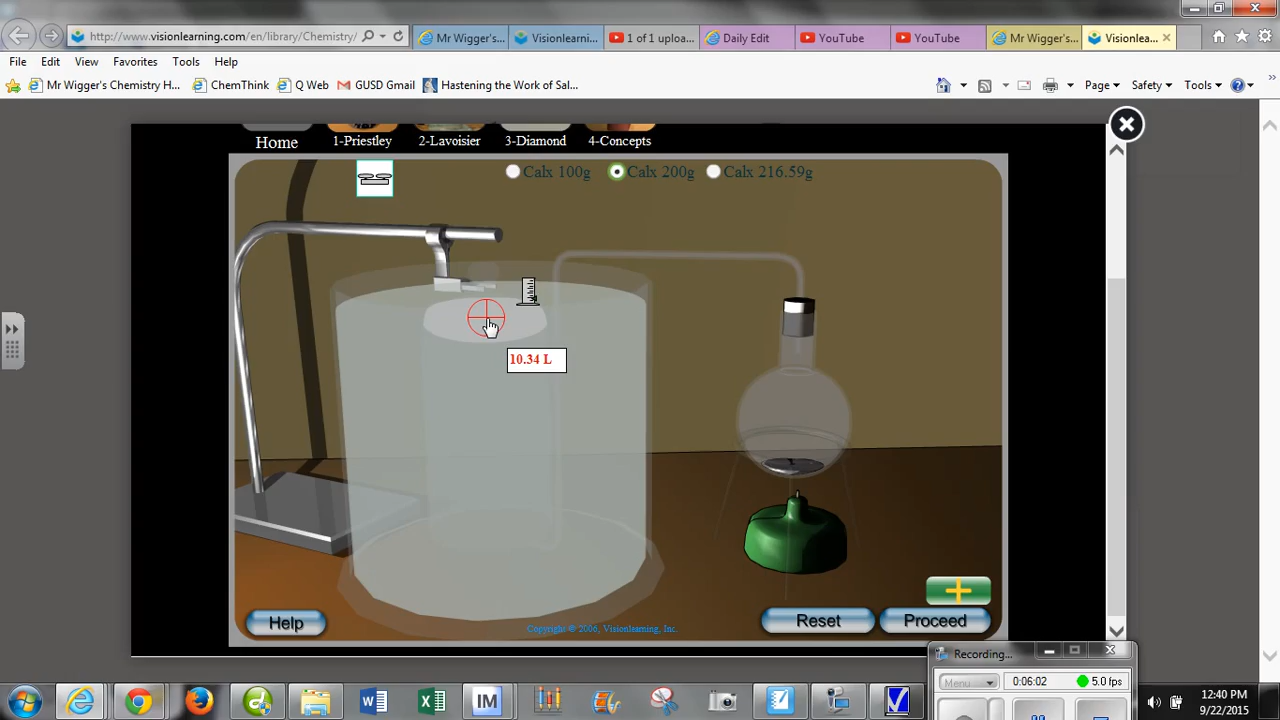 http://www.visionlearning.com/en/library/Chemistry/
Mr Wigger's...
Visionlearni...
1 of 1 uploa...
Daily Edit
YouTube
YouTube
Mr Wigger's...
Visionlea...
File Edit View Favorites Tools Help
Mr Wigger's Chemistry H... ChemThink Q Web GUSD Gmail Hastening the Work of Sal... Page Safety Tools
Home 1-Priestley 2-Lavoisier 3-Diamond 4-Concepts
Calx 100g Calx 200g Calx 216.59g
10.34 L
Help Copyright © 2006, Visionlearning, Inc. Reset Proceed
Recording...
Menu 0:06:02 5.0 fps
IM
12:40 PM
9/22/2015